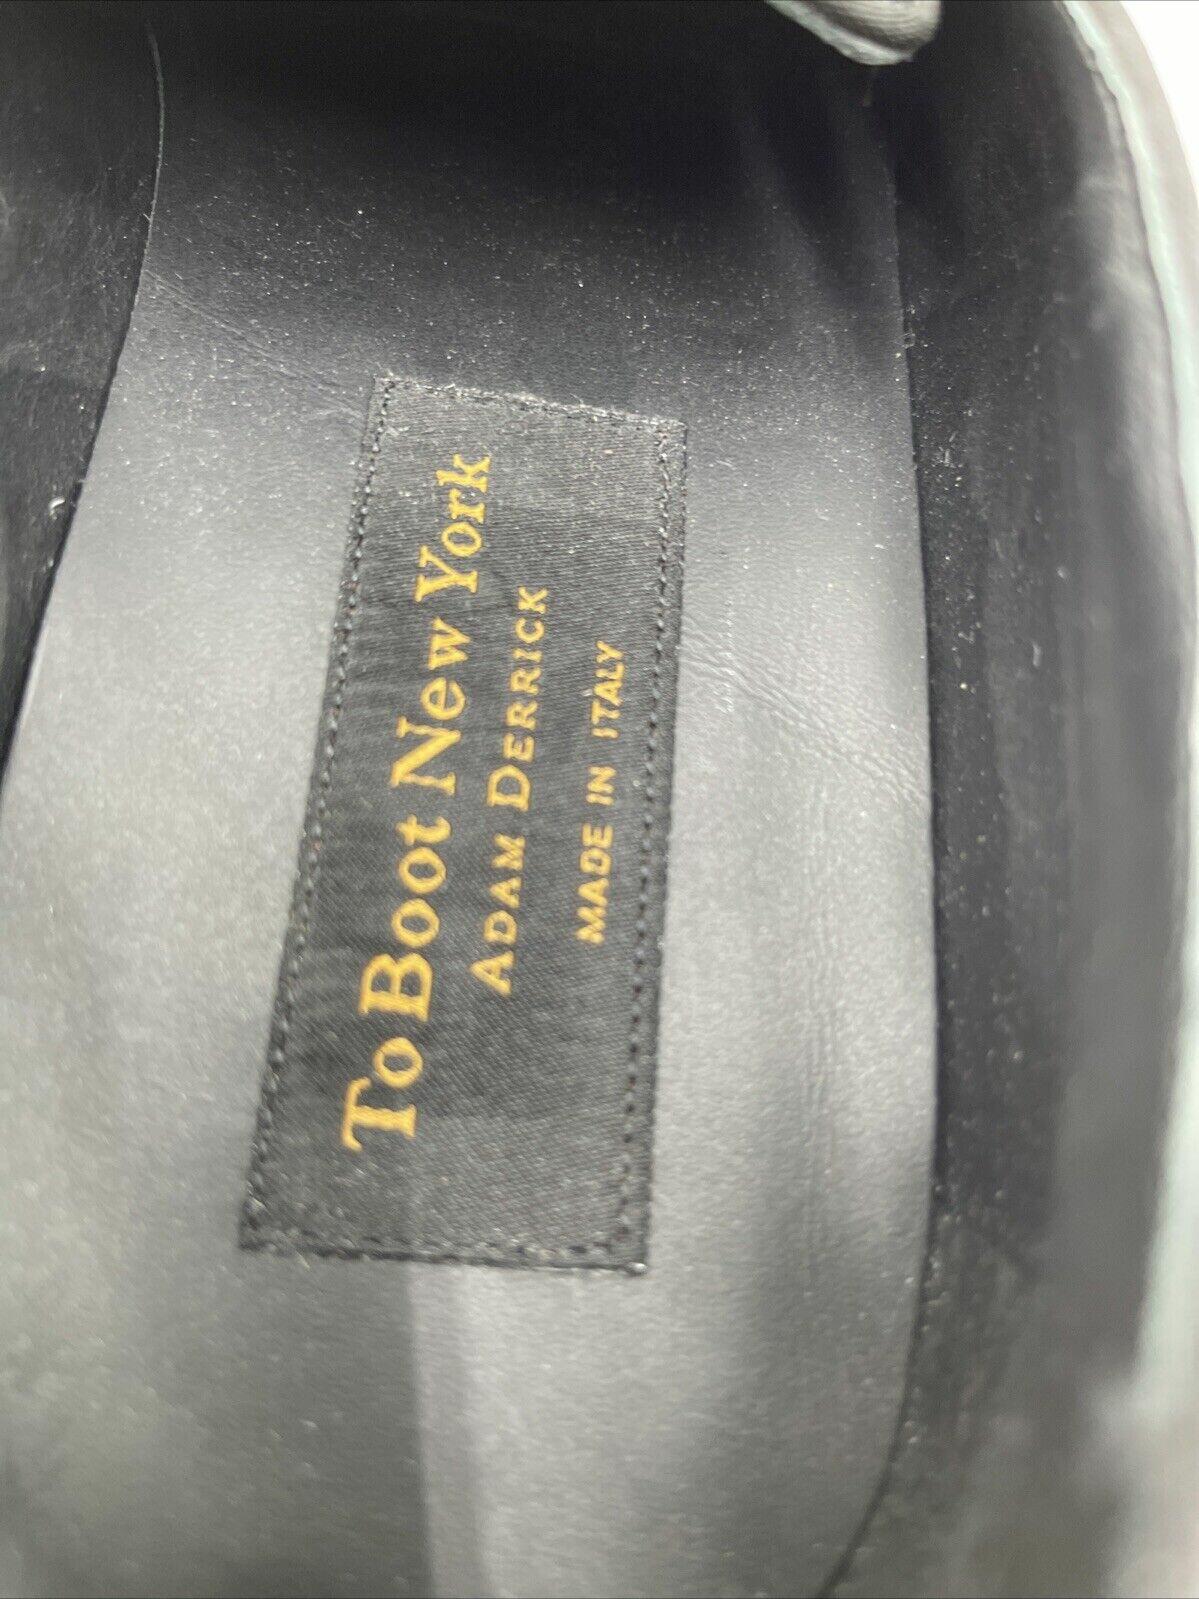 To Boot New York
ADAM DERRICK
MADE IN ITALY